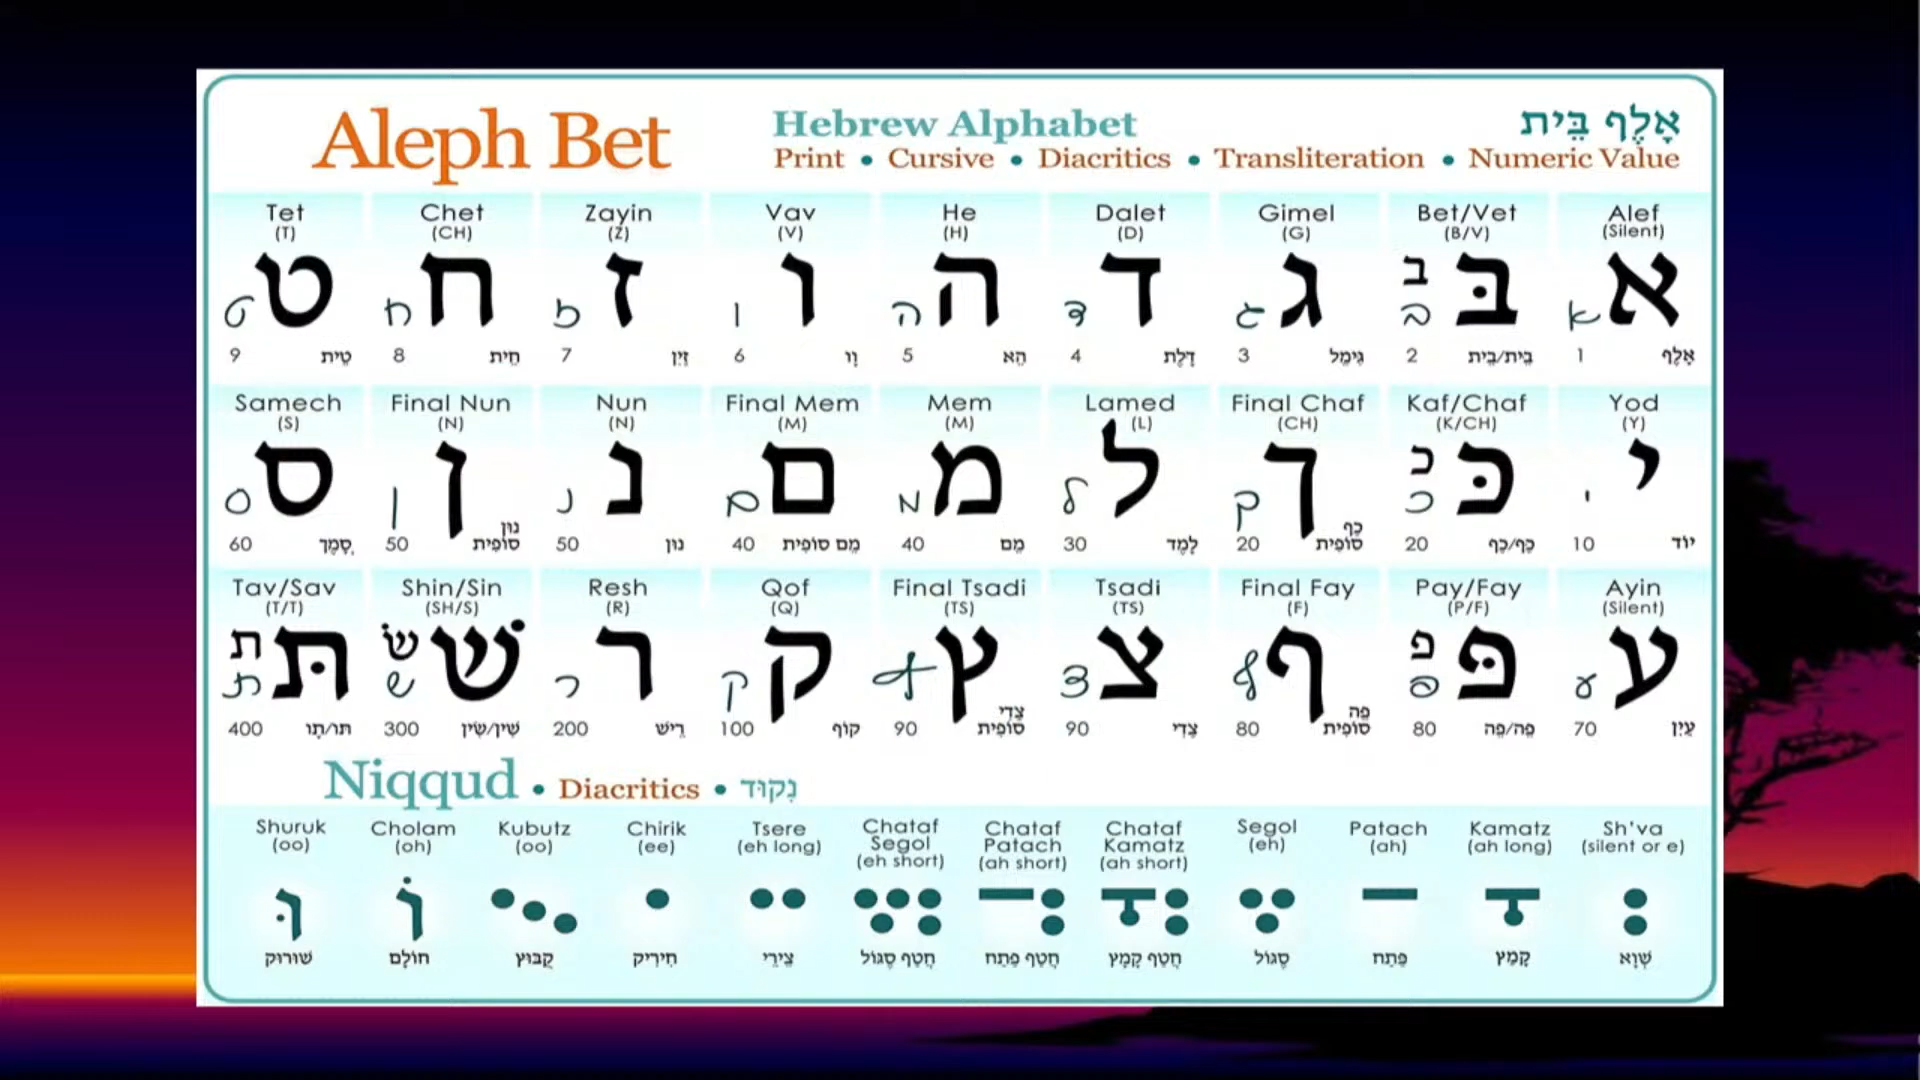 Aleph Bet
Hebrew Alphabet
אָלֶף בֵּית
Print • Cursive • Diacritics • Transliteration • Numeric Value
Tet Chet Zayin Vav He Dalet Gimel Bet/Vet Alef
(T) (CH) (Z) (V) (H) (D) (G) (B/V) (Silent)
ט ח ז ו ה ד ג בּ ב א
ט ח ז ו ה ד ג ב א
9 טֵית 8 חֵית 7 זַיִן 6 וָו 5 הֵא 4 דָּלֶת 3 גִּימֵל 2 בֵּית/בֵית 1 אָלֶף
Samech Final Nun Nun Final Mem Mem Lamed Final Chaf Kaf/Chaf Yod
(S) (N) (N) (M) (M) (L) (CH) (K/CH) (Y)
ס ן נ ם מ ל ך כּ כ י
ס ן נ ם מ ל ך כ י
60 סָמֶך 50 נוּן סוֹפִית 50 נוּן 40 מֵם סוֹפִית 40 מֵם 30 לָמֶד 20 כַף סוֹפִית 20 כַּף/כַף 10 יוֹד
Tav/Sav Shin/Sin Resh Qof Final Tsadi Tsadi Final Fay Pay/Fay Ayin
(T/T) (SH/S) (R) (Q) (TS) (TS) (F) (P/F) (Silent)
תּ ת שׁ שׂ ר ק ץ צ ף פּ פ ע
ת ש ר ק ץ צ ף פ ע
400 תּו/תָו 300 שִׁין/שִׂין 200 רֵישׁ 100 קוֹף 90 צָדִי סוֹפִית 90 צָדִי 80 פֵה סוֹפִית 80 פֵּה/פֵה 70 עַיִן
Niqqud • Diacritics • נִקּוּד
Shuruk Cholam Kubutz Chirik Tsere Chataf Segol Chataf Patach Chataf Kamatz Segol Patach Kamatz Sh'va
(oo) (oh) (oo) (ee) (eh long) (eh short) (ah short) (ah short) (eh) (ah) (ah long) (silent or e)
וּ וֹ
שׁוּרוּק חוֹלָם קֻבּוּץ חִירִיק צֵירֵי חֲטַף סֶגּוֹל חֲטַף פַּתַח חֲטַף קָמָץ סֶגּוֹל פַּתַח קָמָץ שְׁוָא